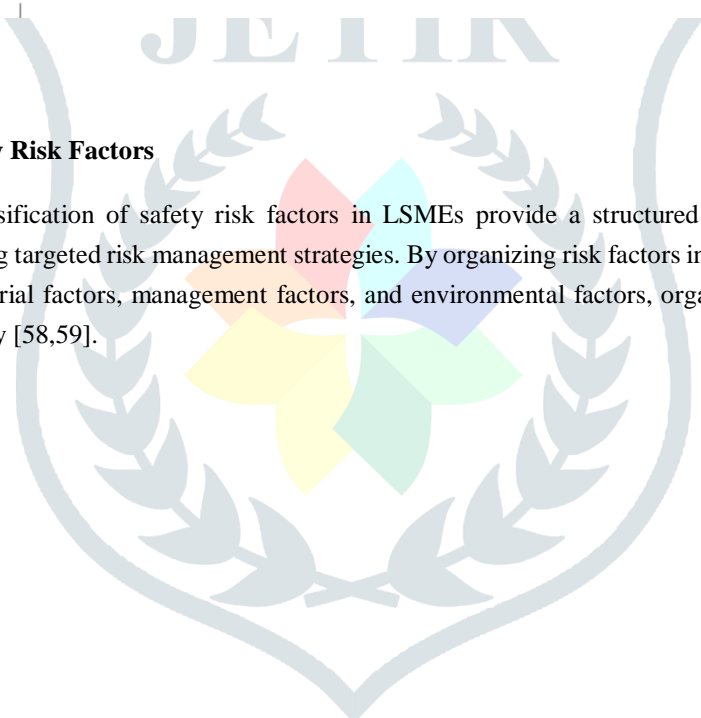 JETIR
y Risk Factors
sification of safety risk factors in LSMEs provide a structured
g targeted risk management strategies. By organizing risk factors in
rial factors, management factors, and environmental factors, orga
y [58,59].